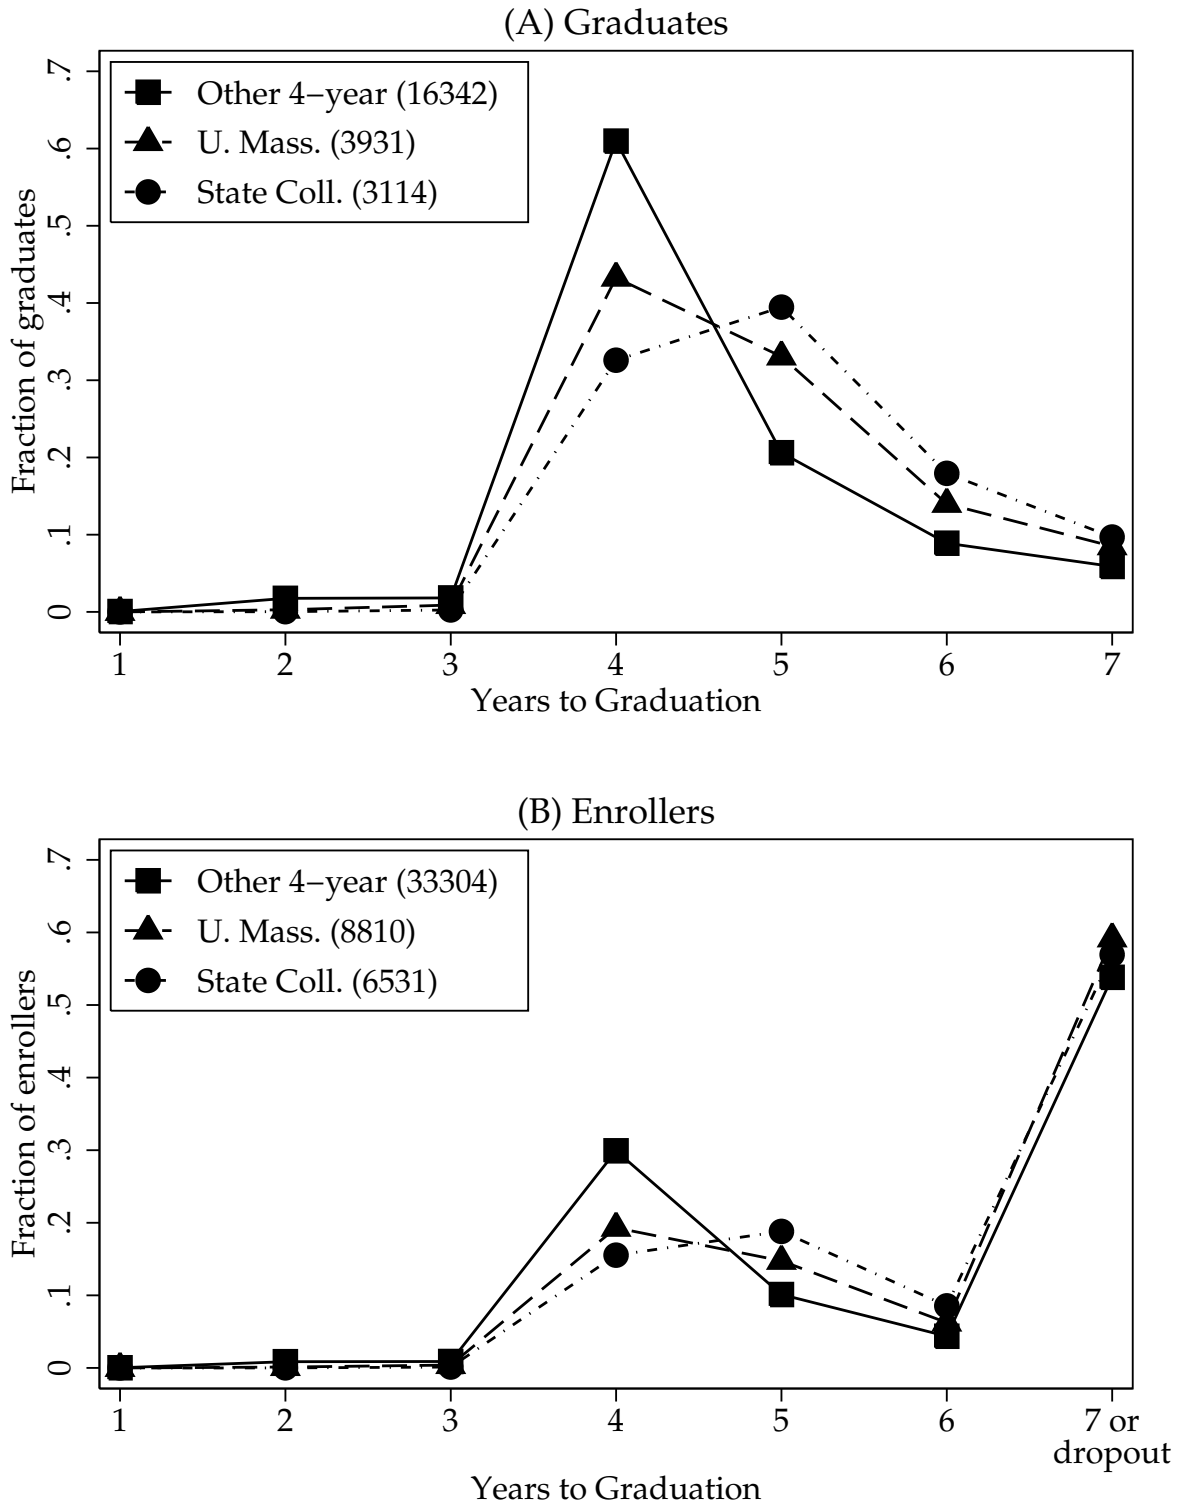 (A) Graduates
Other 4−year (16342)
U. Mass. (3931)
State Coll. (3114)
Fraction of graduates
.7
.6
.5
.4
.3
.2
.1
0
1 2 3 4 5 6 7
Years to Graduation
(B) Enrollers
Other 4−year (33304)
U. Mass. (8810)
State Coll. (6531)
Fraction of enrollers
.7
.6
.5
.4
.3
.2
.1
0
1 2 3 4 5 6 7 or
dropout
Years to Graduation